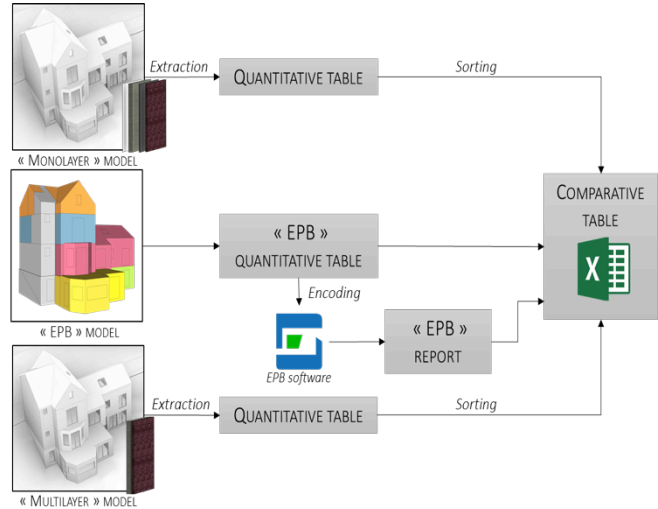 Extraction
QUANTITATIVE TABLE
Sorting
« MONOLAYER » MODEL
COMPARATIVE
TABLE
X
« EPB »
QUANTITATIVE TABLE
Encoding
« EPB » MODEL
« EPB »
REPORT
EPB software
Extraction
QUANTITATIVE TABLE
Sorting
« MULTILAYER » MODEL